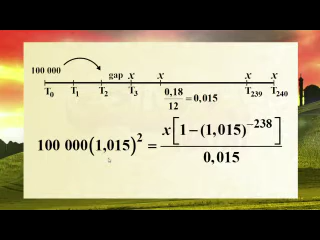 100 000 gap x x x x
T0 T1 T2 T3 T239 T240
0,18/12 = 0,015
100 000(1,015)^2 = x[1−(1,015)^−238]/0,015